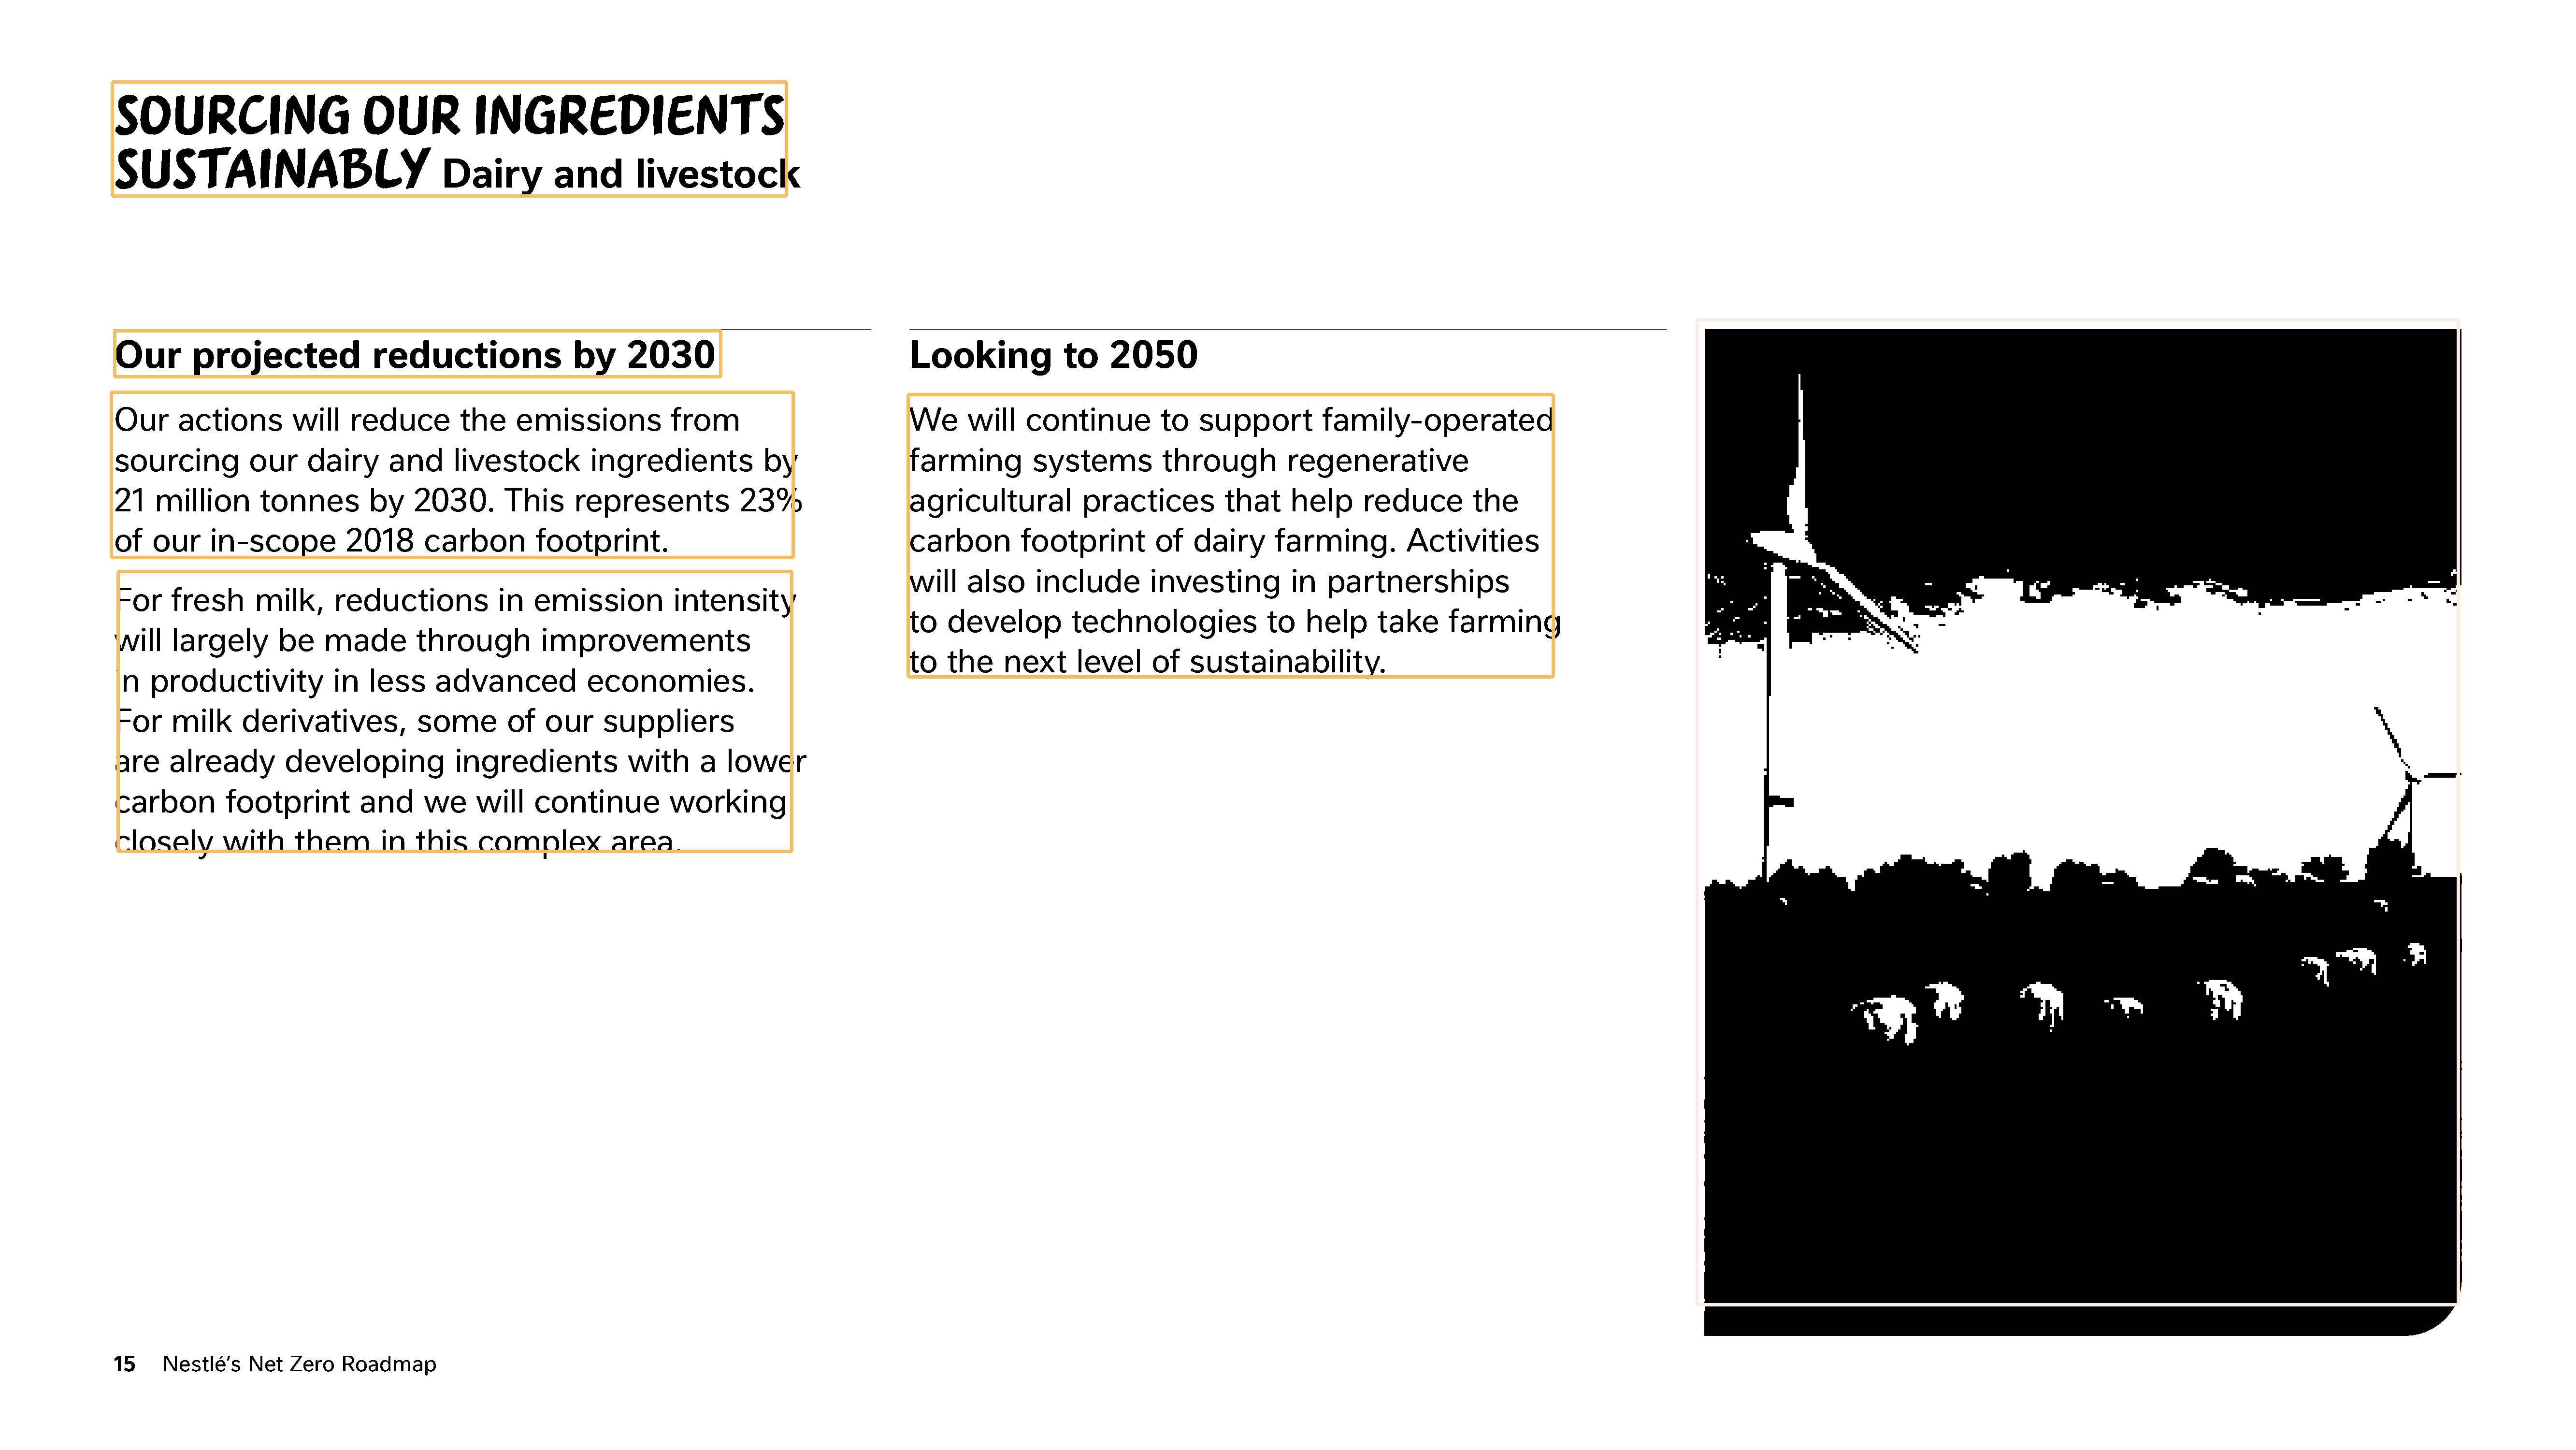 SOURCING OUR INGREDIENTS
SUSTAINABLY Dairy and livestock
Our projected reductions by 2030
Our actions will reduce the emissions from
sourcing our dairy and livestock ingredients by
21 million tonnes by 2030. This represents 23%
of our in-scope 2018 carbon footprint.
For fresh milk, reductions in emission intensity
will largely be made through improvements
in productivity in less advanced economies.
For milk derivatives, some of our suppliers
are already developing ingredients with a lower
carbon footprint and we will continue working
closely with them in this complex area.
Looking to 2050
We will continue to support family-operated
farming systems through regenerative
agricultural practices that help reduce the
carbon footprint of dairy farming. Activities
will also include investing in partnerships
to develop technologies to help take farming
to the next level of sustainability.
15 Nestlé's Net Zero Roadmap